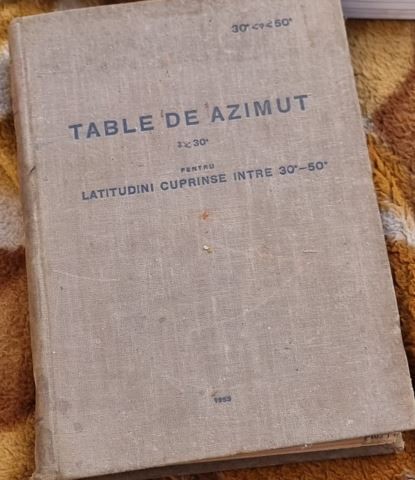 30°<φ<50°
TABLE DE AZIMUT
PENTRU
LATITUDINI CUPRINSE INTRE 30°–50°